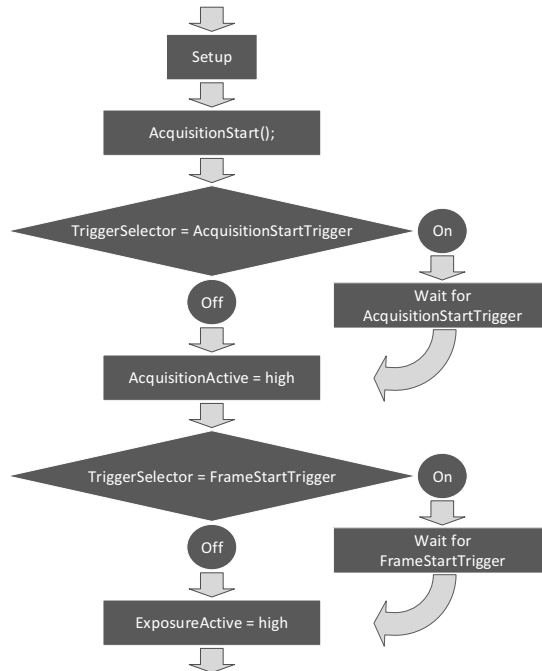 Setup
AcquisitionStart();
TriggerSelector = AcquisitionStartTrigger
On
Off
Wait for
AcquisitionStartTrigger
AcquisitionActive = high
TriggerSelector = FrameStartTrigger
On
Off
Wait for
FrameStartTrigger
ExposureActive = high